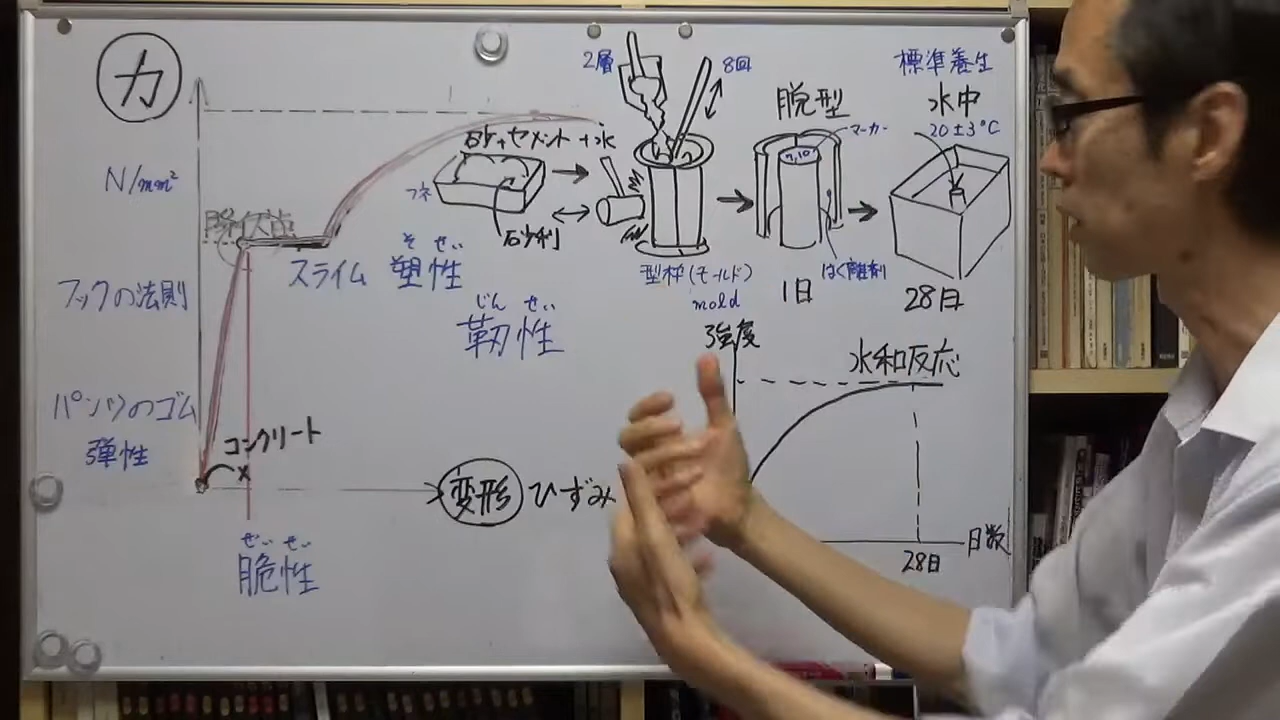 力
N/mm²
降伏点
フックの法則
パンツのゴム
弾性
コンクリート
ぜい せい
脆性
スライム
そ せい
塑性
じん せい
靭性
変形
ひずみ
砂+セメント+水
フネ
砂利
2層
8回
型枠(モールド)
mold
脱型
マーカー
7,10
はく離剤
1日
標準養生
水中
20±3℃
28日
強度
水和反応
28日
日数